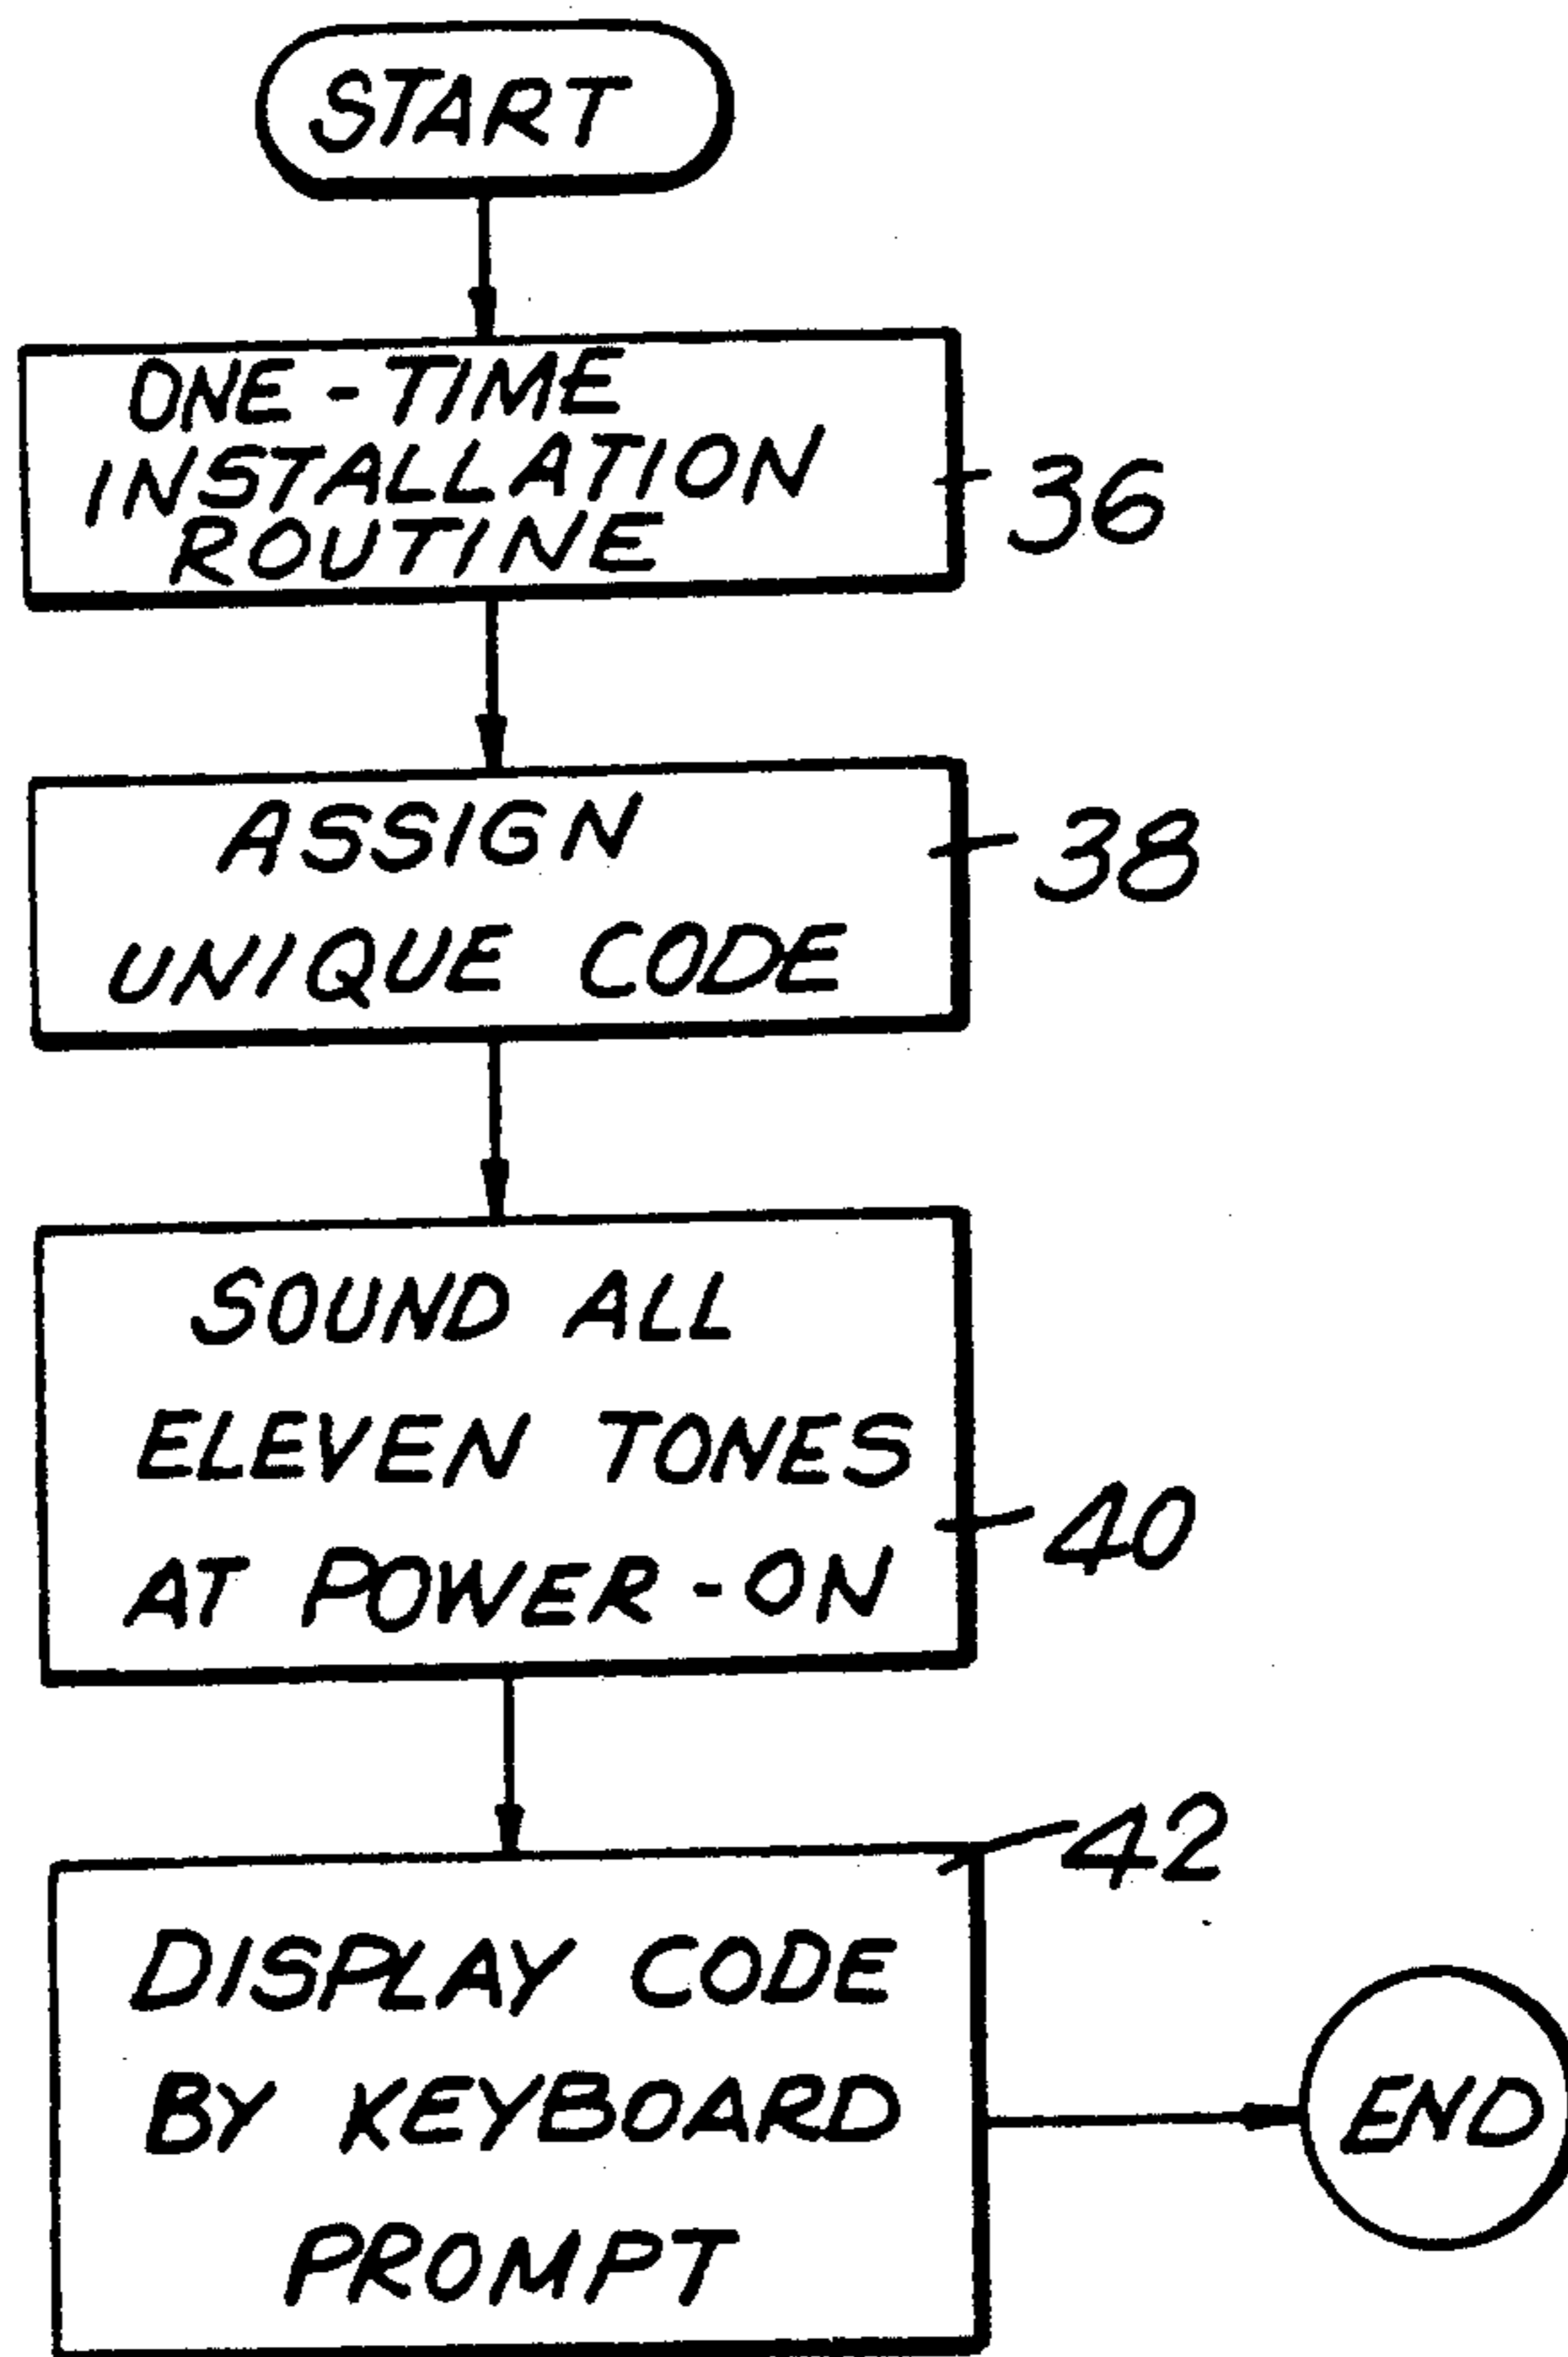 START
ONE-TIME
INSTALLATION
ROUTINE
36
ASSIGN
UNIQUE CODE
38
SOUND ALL
ELEVEN TONES
AT POWER-ON
40
42
DISPLAY CODE
BY KEYBOARD
PROMPT
END